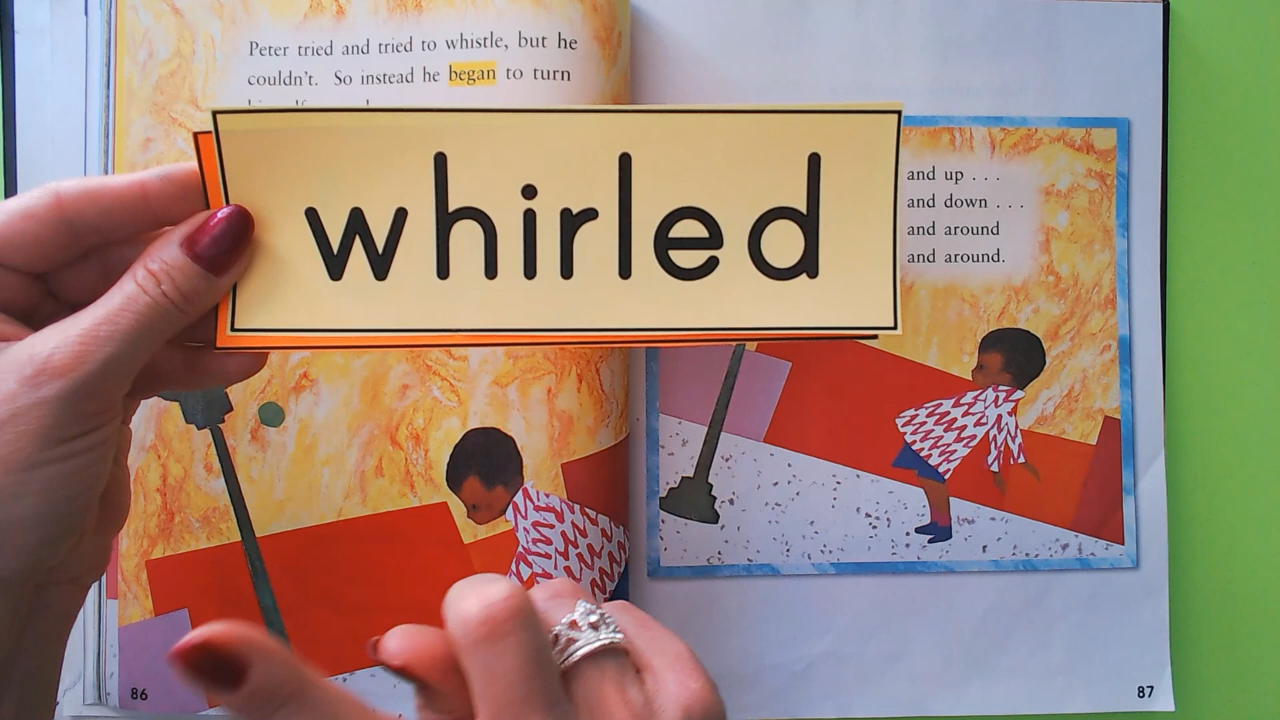 Peter tried and tried to whistle, but he
couldn't. So instead he began to turn
whirled
and up . . .
and down . . .
and around
and around.
86
87